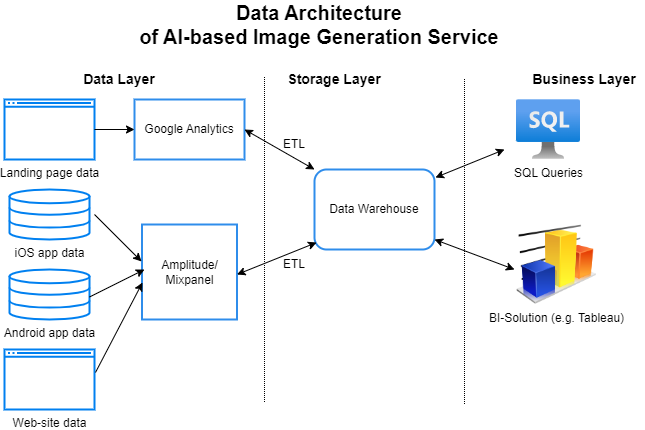 Data Architecture
of AI-based Image Generation Service
Data Layer
Storage Layer
Business Layer
Google Analytics
Landing page data
ETL
SQL
SQL Queries
Data Warehouse
iOS app data
Amplitude/
Mixpanel
ETL
Android app data
BI-Solution (e.g. Tableau)
Web-site data